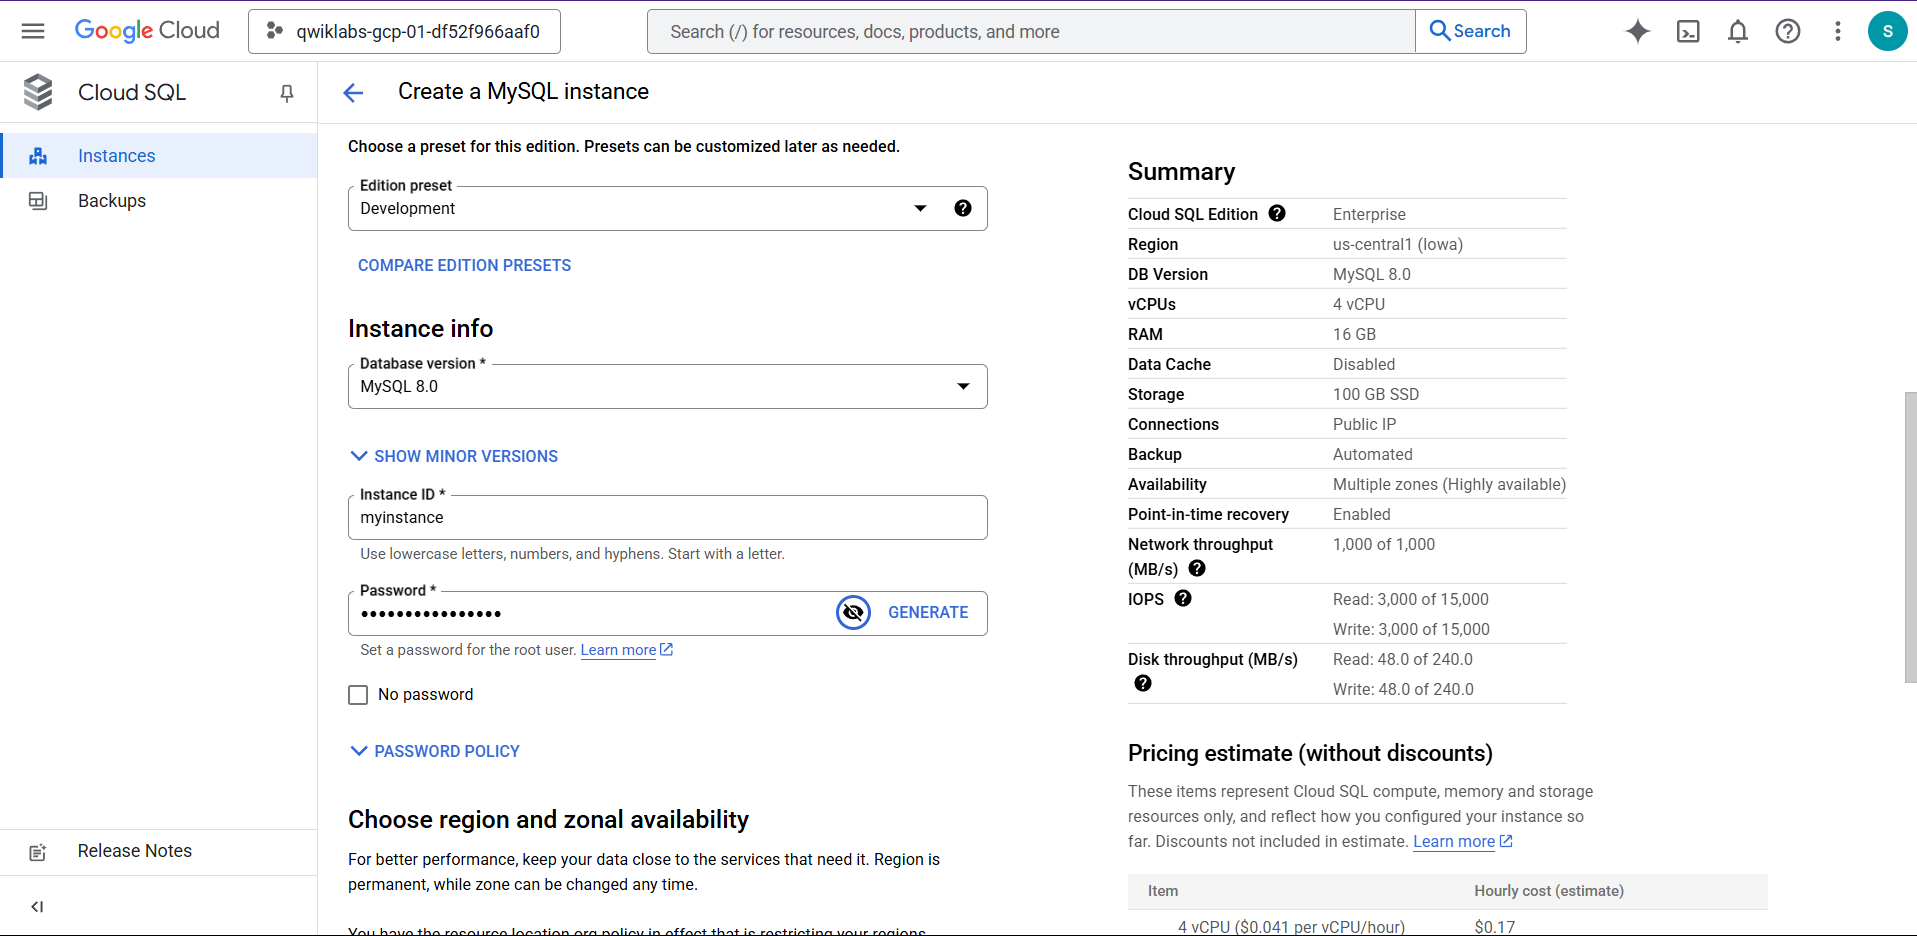 Google Cloud
qwiklabs-gcp-01-df52f966aaf0
Search (/) for resources, docs, products, and more
Search
S
Cloud SQL
Create a MySQL instance
Instances
Backups
Release Notes
Choose a preset for this edition. Presets can be customized later as needed.
Edition preset
Development
COMPARE EDITION PRESETS
Instance info
Database version *
MySQL 8.0
SHOW MINOR VERSIONS
Instance ID *
myinstance
Use lowercase letters, numbers, and hyphens. Start with a letter.
Password *
••••••••••••••••
GENERATE
Set a password for the root user. Learn more
No password
PASSWORD POLICY
Choose region and zonal availability
For better performance, keep your data close to the services that need it. Region is
permanent, while zone can be changed any time.
You have the resource location org policy in effect that is restricting your regions
Summary
Cloud SQL Edition Enterprise
Region us-central1 (Iowa)
DB Version MySQL 8.0
vCPUs 4 vCPU
RAM 16 GB
Data Cache Disabled
Storage 100 GB SSD
Connections Public IP
Backup Automated
Availability Multiple zones (Highly available)
Point-in-time recovery Enabled
Network throughput 1,000 of 1,000
(MB/s)
IOPS Read: 3,000 of 15,000
Write: 3,000 of 15,000
Disk throughput (MB/s) Read: 48.0 of 240.0
Write: 48.0 of 240.0
Pricing estimate (without discounts)
These items represent Cloud SQL compute, memory and storage
resources only, and reflect how you configured your instance so
far. Discounts not included in estimate. Learn more
Item Hourly cost (estimate)
4 vCPU ($0.041 per vCPU/hour) $0.17